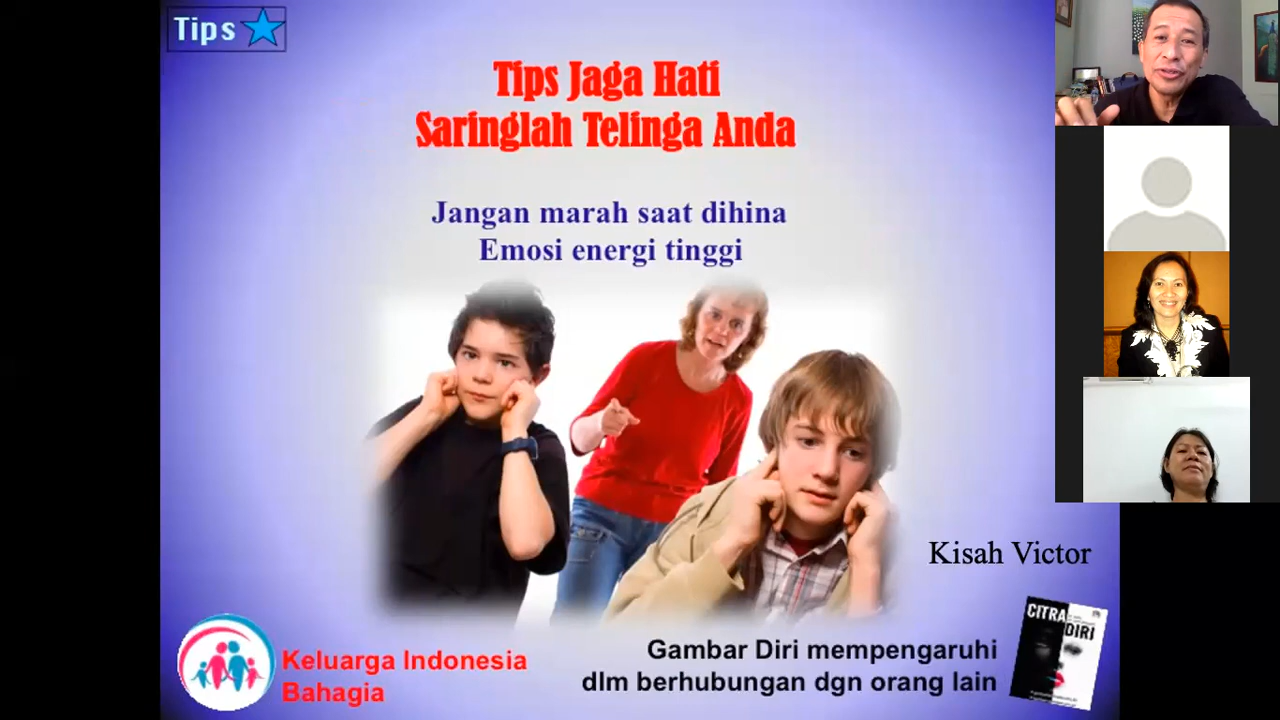 Tips
Tips Jaga Hati
Saringlah Telinga Anda
Jangan marah saat dihina
Emosi energi tinggi
Kisah Victor
Keluarga Indonesia
Bahagia
Gambar Diri mempengaruhi
dlm berhubungan dgn orang lain
CITRA
DIRI